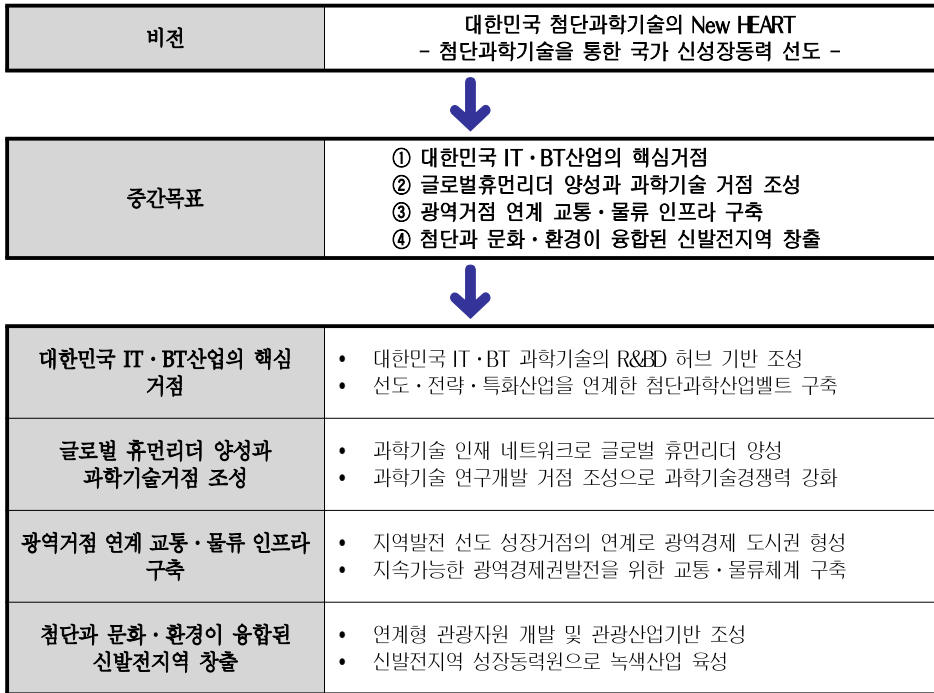 비전
대한민국 첨단과학기술의 New HEART
- 첨단과학기술을 통한 국가 신성장동력 선도 -
중간목표
① 대한민국 IT·BT산업의 핵심거점
② 글로벌휴먼리더 양성과 과학기술 거점 조성
③ 광역거점 연계 교통·물류 인프라 구축
④ 첨단과 문화·환경이 융합된 신발전지역 창출
대한민국 IT·BT산업의 핵심
거점
• 대한민국 IT·BT 과학기술의 R&BD 허브 기반 조성
• 선도·전략·특화산업을 연계한 첨단과학산업벨트 구축
글로벌 휴먼리더 양성과
과학기술거점 조성
• 과학기술 인재 네트워크로 글로벌 휴먼리더 양성
• 과학기술 연구개발 거점 조성으로 과학기술경쟁력 강화
광역거점 연계 교통·물류 인프라
구축
• 지역발전 선도 성장거점의 연계로 광역경제 도시권 형성
• 지속가능한 광역경제권발전을 위한 교통·물류체계 구축
첨단과 문화·환경이 융합된
신발전지역 창출
• 연계형 관광자원 개발 및 관광산업기반 조성
• 신발전지역 성장동력원으로 녹색산업 육성